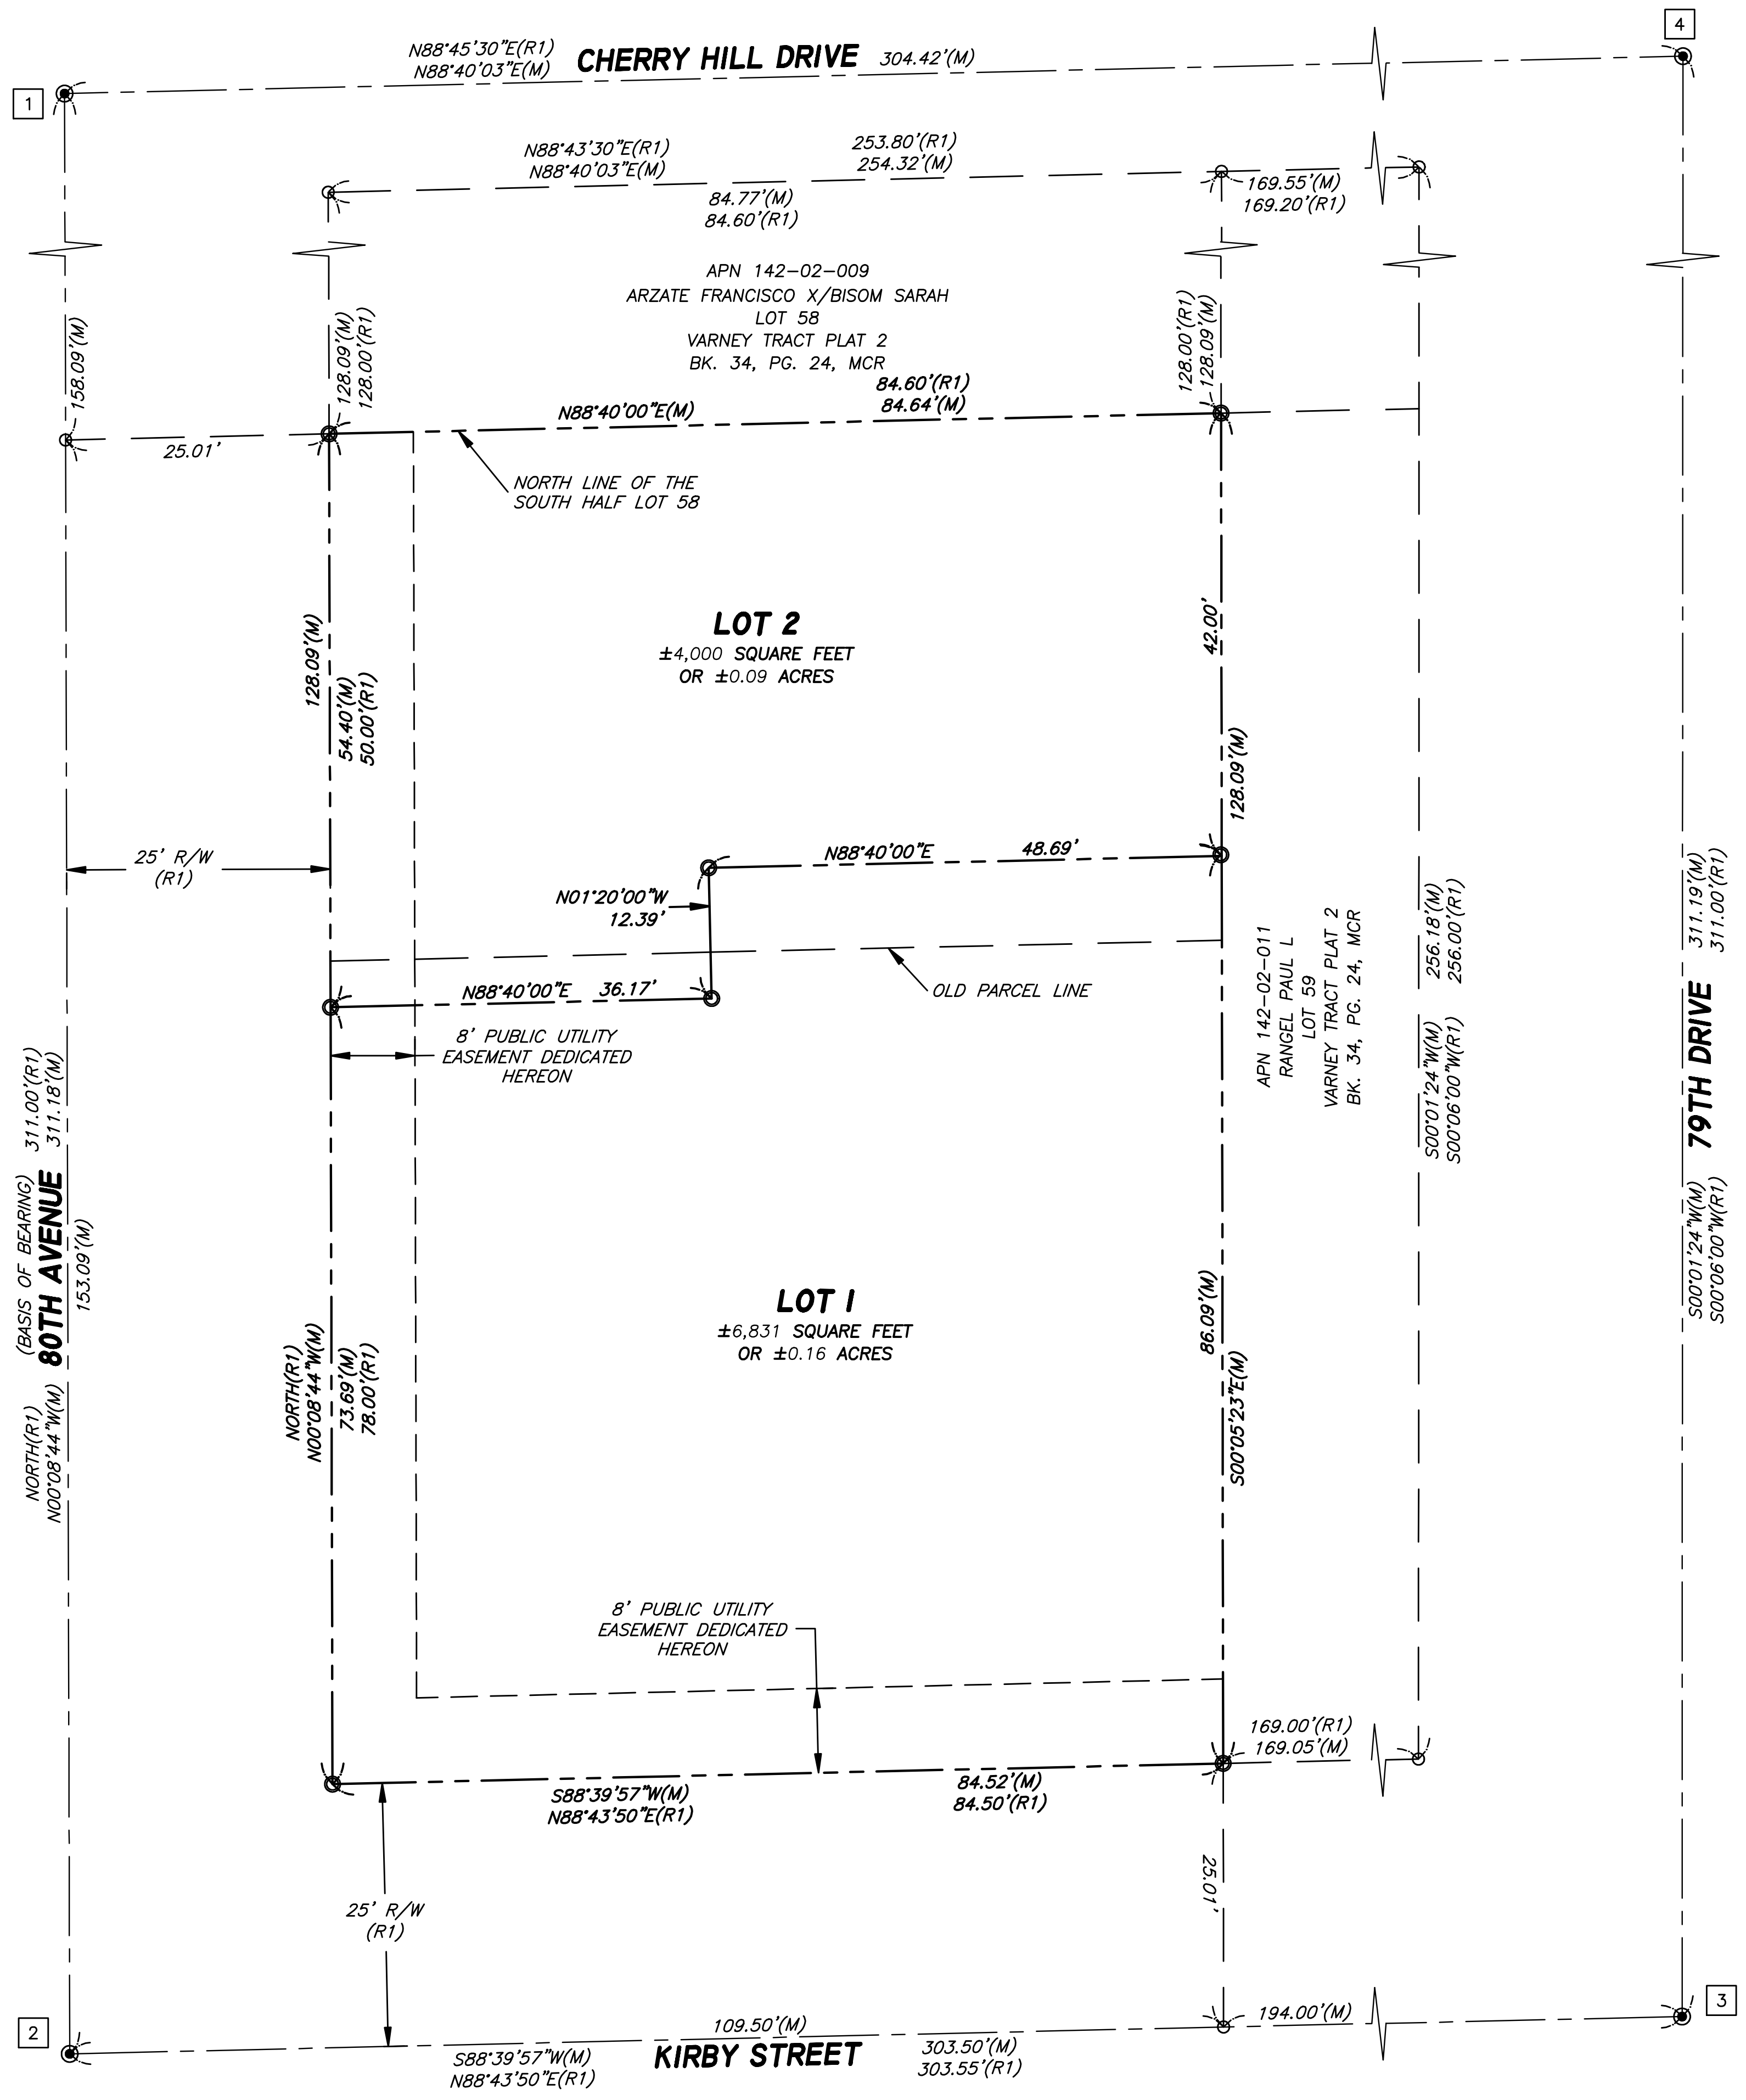 4
1
N88°45'30"E(R1)
N88°40'03"E(M)
CHERRY HILL DRIVE
304.42'(M)
N88°43'30"E(R1)
N88°40'03"E(M)
253.80'(R1)
254.32'(M)
84.77'(M)
84.60'(R1)
169.55'(M)
169.20'(R1)
APN 142-02-009
ARZATE FRANCISCO X/BISOM SARAH
LOT 58
VARNEY TRACT PLAT 2
BK. 34, PG. 24, MCR
158.09'(M)
128.09'(M)
128.00'(R1)
128.00'(R1)
128.09'(M)
84.60'(R1)
84.64'(M)
N88°40'00"E(M)
25.01'
NORTH LINE OF THE
SOUTH HALF LOT 58
LOT 2
±4,000 SQUARE FEET
OR ±0.09 ACRES
128.09'(M)
54.40'(M)
50.00'(R1)
42.00'
128.09'(M)
25' R/W
(R1)
N88°40'00"E
48.69'
N01°20'00"W
12.39'
N88°40'00"E
36.17'
OLD PARCEL LINE
8' PUBLIC UTILITY
EASEMENT DEDICATED
HEREON
APN 142-02-011
RANGEL PAUL L
LOT 59
VARNEY TRACT PLAT 2
BK. 34, PG. 24, MCR
256.18'(M)
256.00'(R1)
S00°01'24"W(M)
S00°06'00"W(R1)
311.19'(M)
311.00'(R1)
79TH DRIVE
S00°01'24"W(M)
S00°06'00"W(R1)
311.00'(R1)
311.18'(M)
(BASIS OF BEARING)
80TH AVENUE
153.09'(M)
NORTH(R1)
N00°08'44"W(M)
LOT 1
±6,831 SQUARE FEET
OR ±0.16 ACRES
NORTH(R1)
N00°08'44"W(M)
73.69'(M)
78.00'(R1)
86.09'(M)
S00°05'23"E(M)
8' PUBLIC UTILITY
EASEMENT DEDICATED
HEREON
169.00'(R1)
169.05'(M)
S88°39'57"W(M)
N88°43'50"E(R1)
84.52'(M)
84.50'(R1)
25' R/W
(R1)
25.01'
2
3
109.50'(M)
194.00'(M)
S88°39'57"W(M)
N88°43'50"E(R1)
KIRBY STREET
303.50'(M)
303.55'(R1)